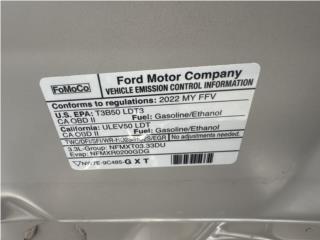 FoMoCo
Ford Motor Company
VEHICLE EMISSION CONTROL INFORMATION
Conforms to regulations: 2022 MY FFV
U.S. EPA: T3B50 LDT3
CA OBD II Fuel: Gasoline/Ethanol
California: ULEV50 LDT
CA OBD II Fuel: Gasoline/Ethanol
No adjustments needed.
3.3L-Group: NFMXT03.33DU
Evap: NFMXR0200GDG
-9C485- GXT